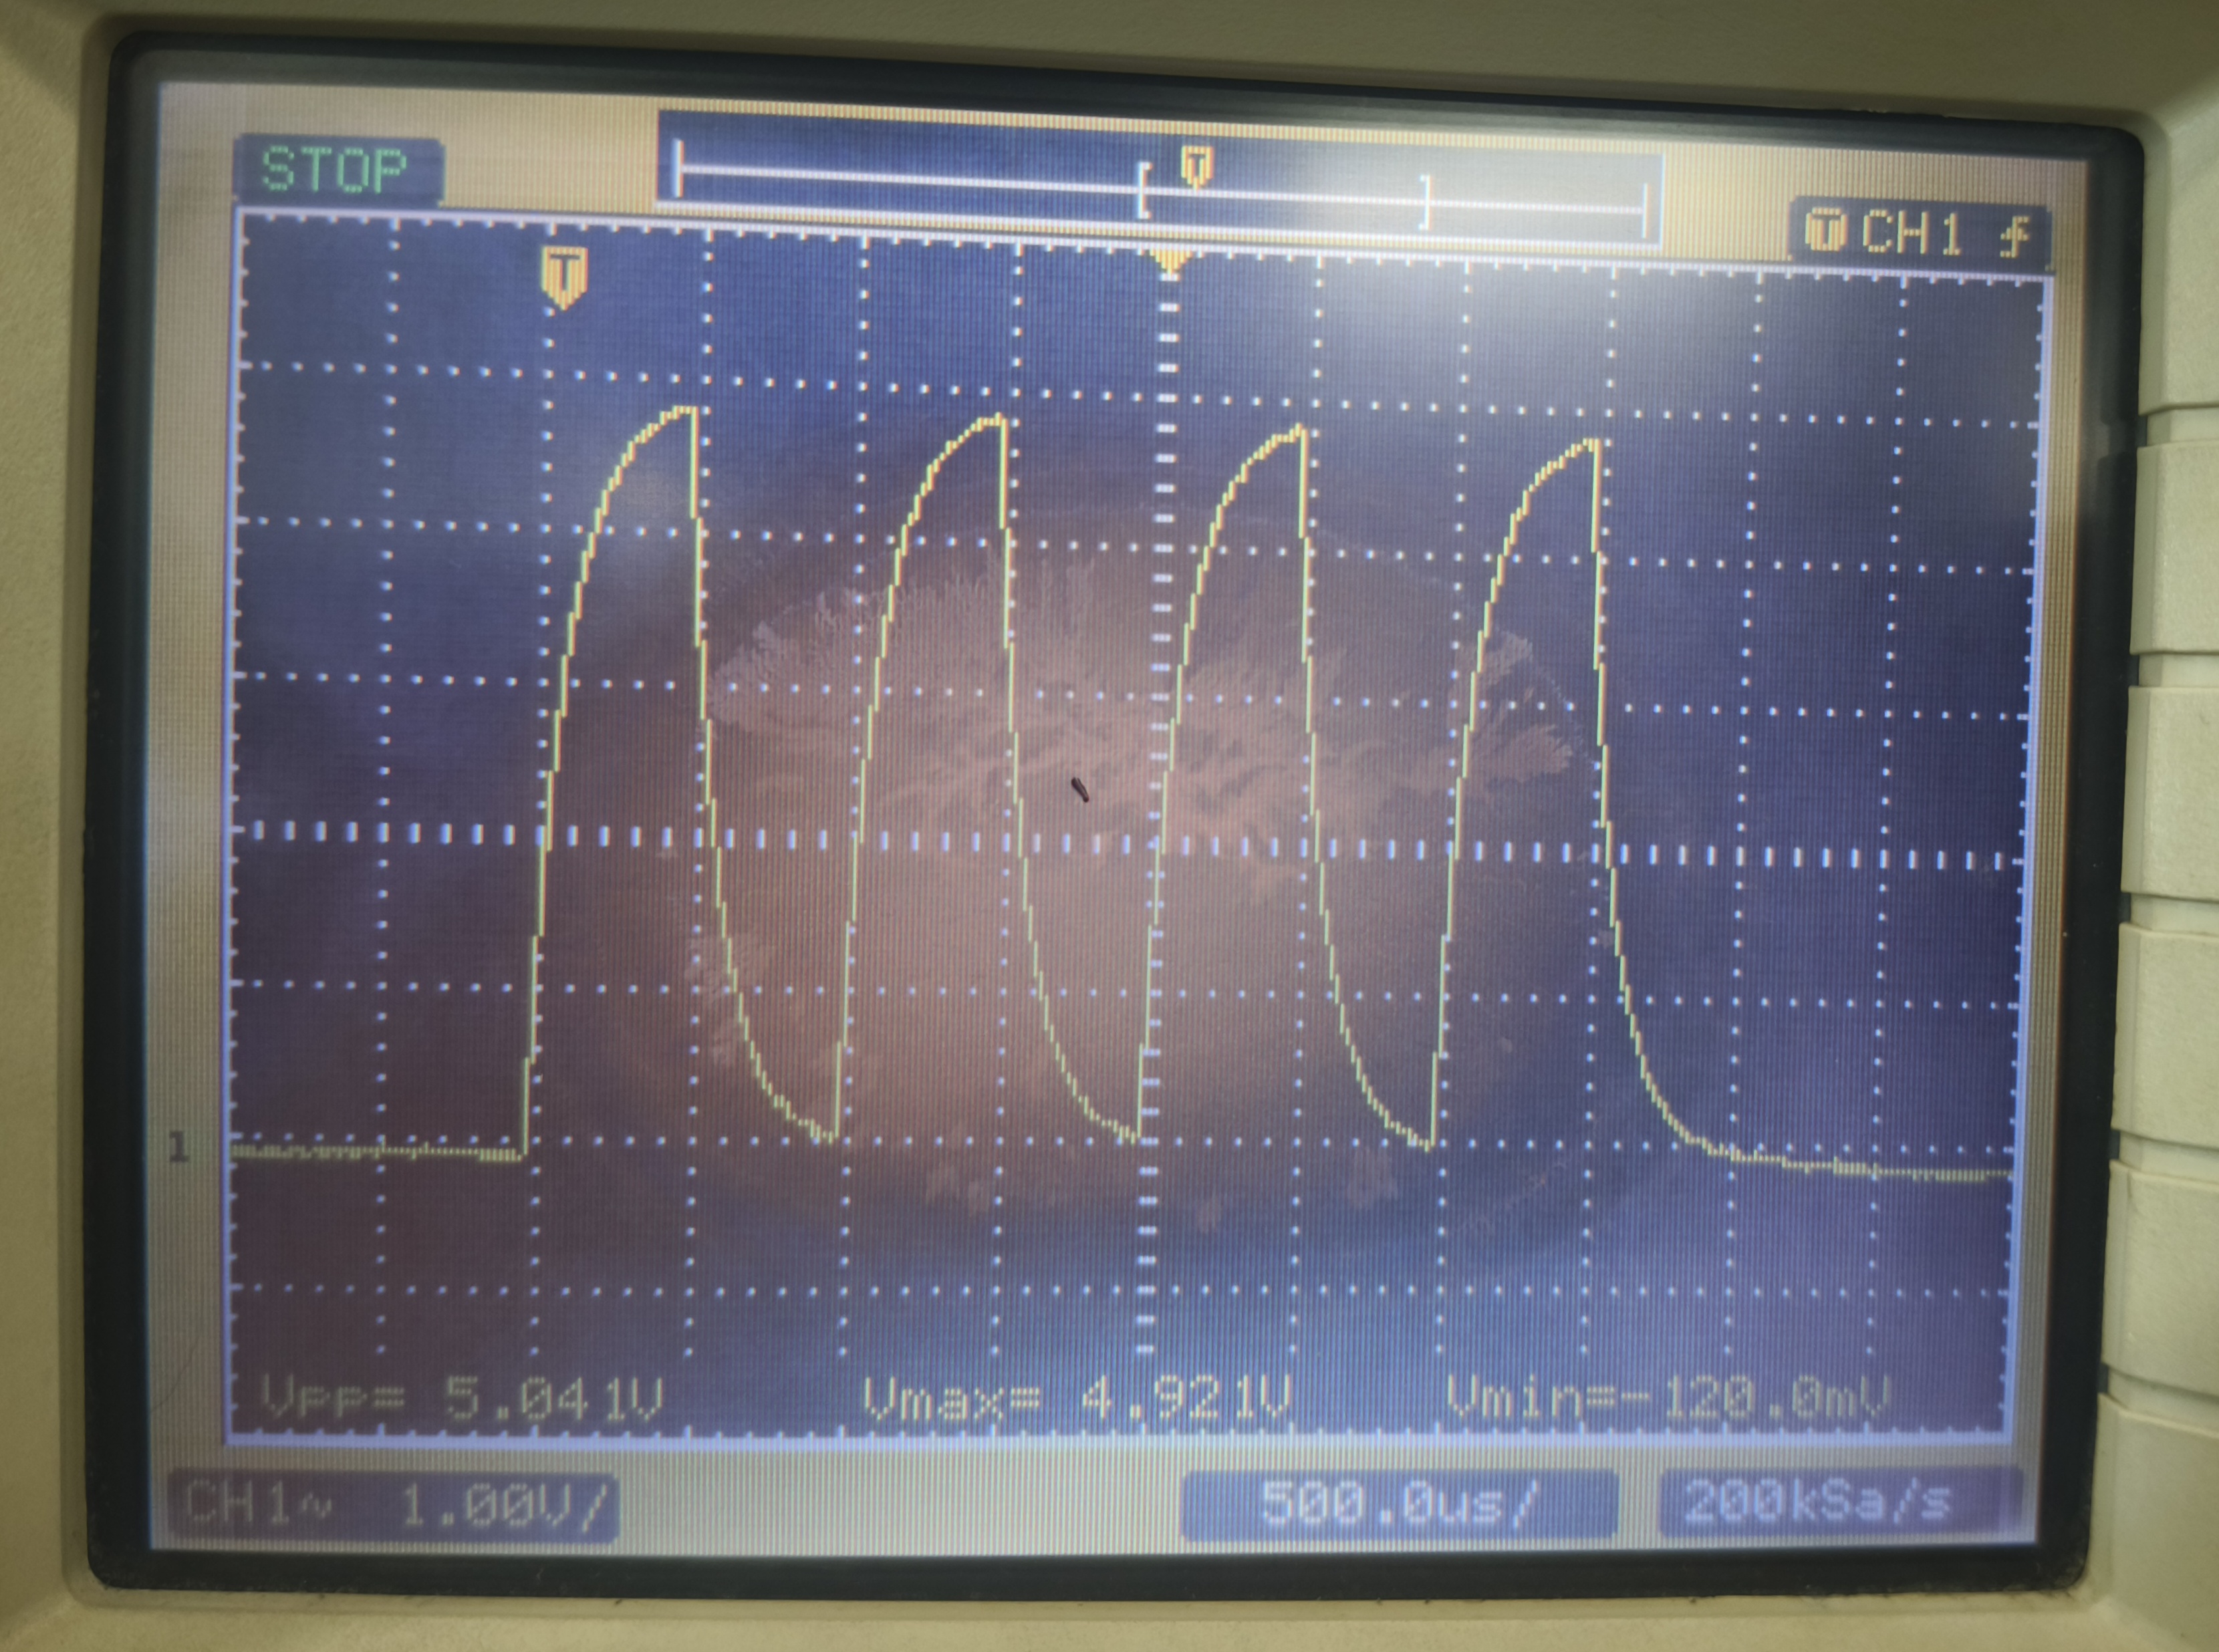 STOP
T
T CH1
T
1
Vpp= 5.041V Vmax= 4.921V Vmin=-120.0mV
CH1∿ 1.00V/ 500.0us/ 200kSa/s